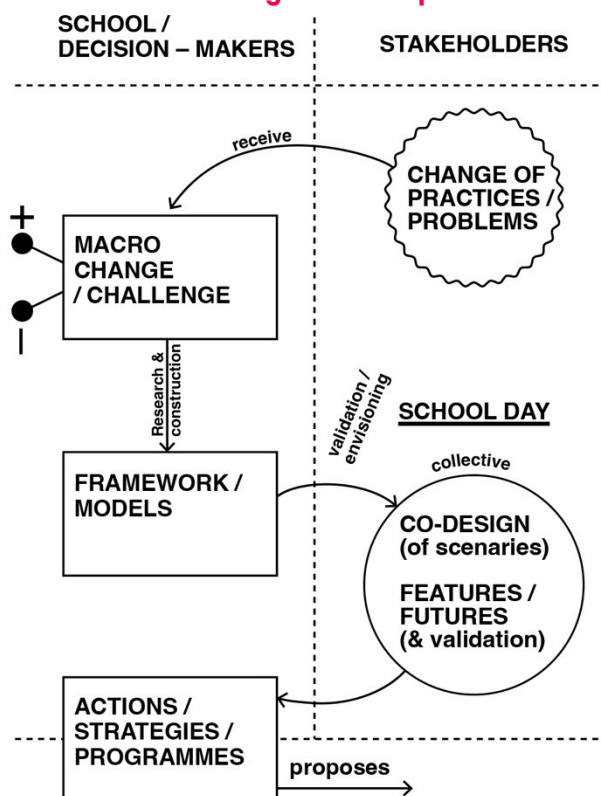 SCHOOL /
DECISION – MAKERS
STAKEHOLDERS
receive
CHANGE OF
PRACTICES /
PROBLEMS
+
MACRO
CHANGE
/ CHALLENGE
–
Research &
construction
validation /
envisioning
SCHOOL DAY
collective
FRAMEWORK /
MODELS
CO-DESIGN
(of scenaries)
FEATURES /
FUTURES
(& validation)
ACTIONS /
STRATEGIES /
PROGRAMMES
proposes